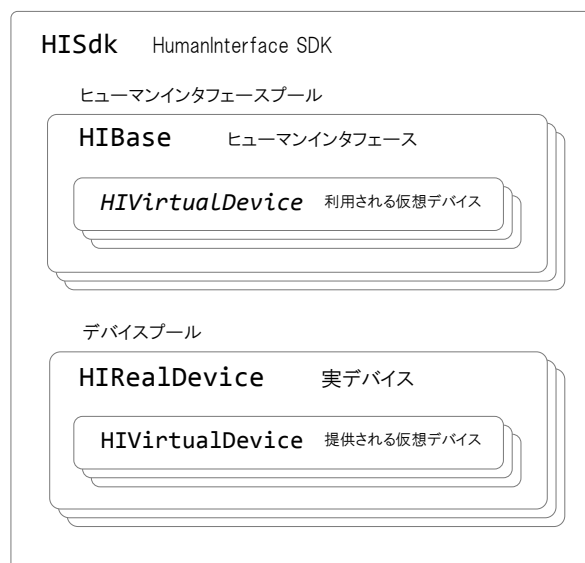 HISdk HumanInterface SDK
ヒューマンインタフェースプール
HIBase ヒューマンインタフェース
HIVirtualDevice 利用される仮想デバイス
デバイスプール
HIRealDevice 実デバイス
HIVirtualDevice 提供される仮想デバイス